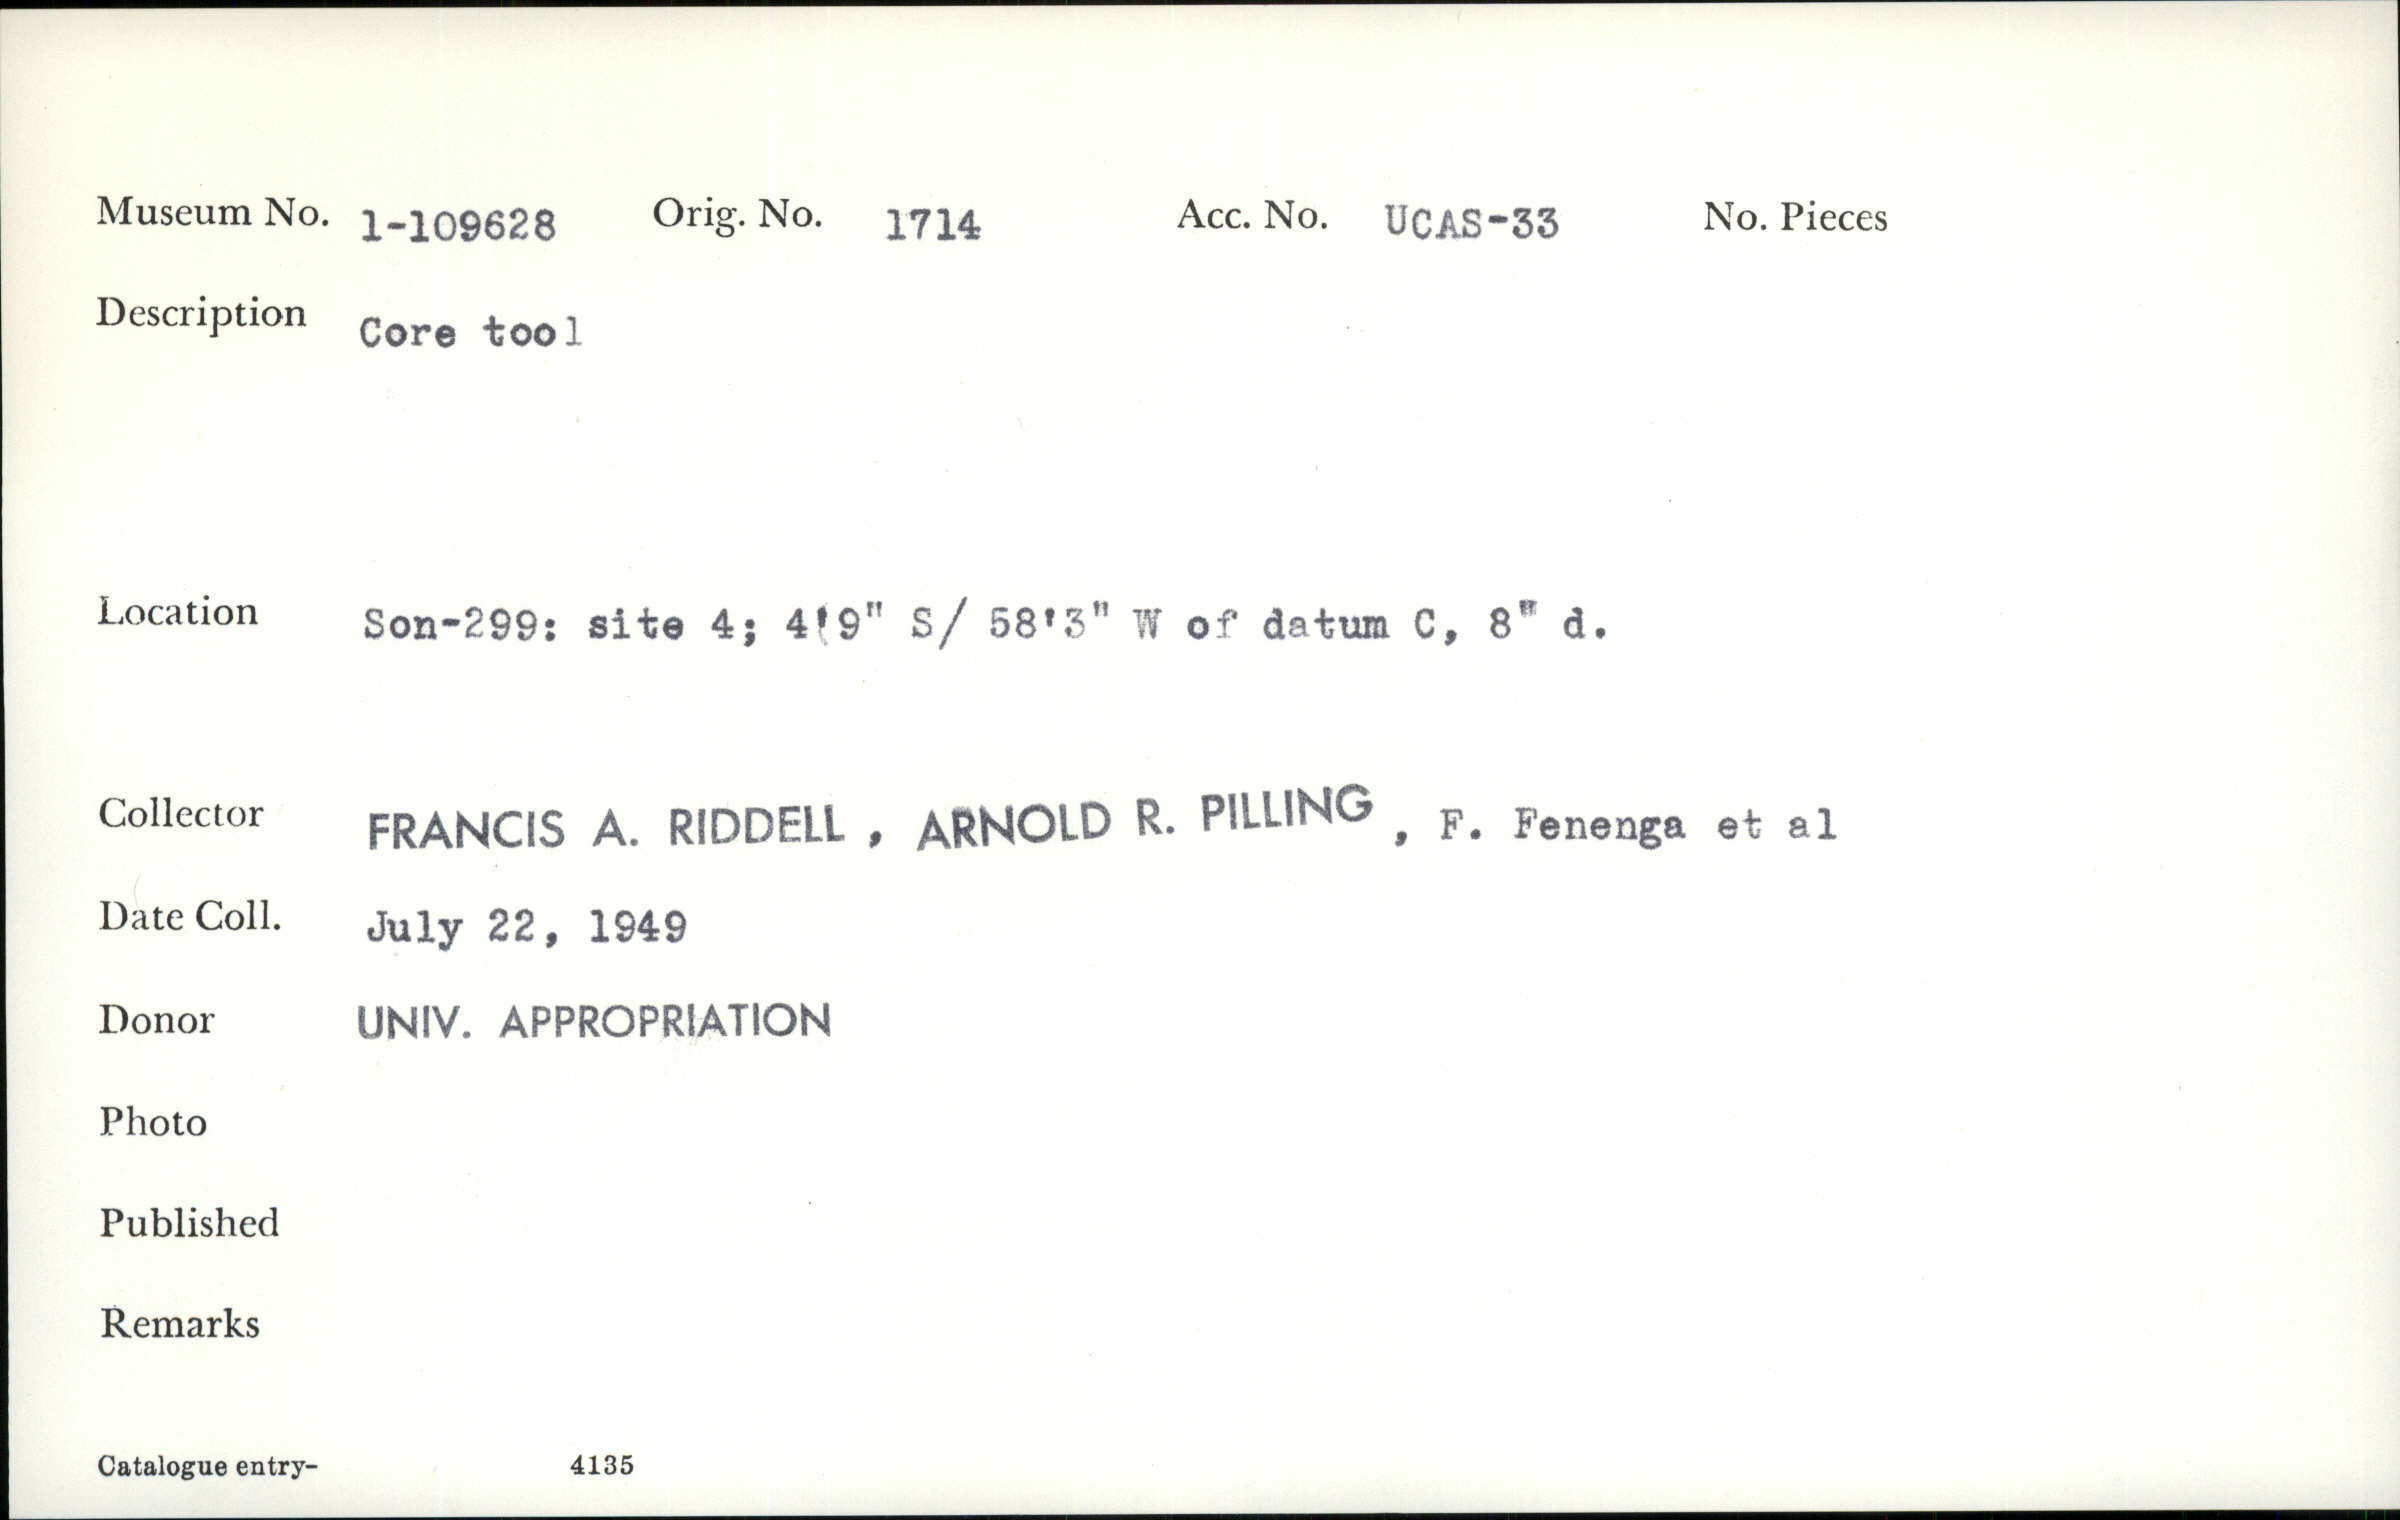 Museum No. 1-109628 Orig. No. 1714 Acc. No. UCAS-33 No. Pieces
Description Core tool
Location Son-299: site 4; 4'9" S/ 58'3" W of datum C, 8" d.
Collector FRANCIS A. RIDDELL , ARNOLD R. PILLING , F. Fenenga et al
Date Coll. July 22, 1949
Donor UNIV. APPROPRIATION
Photo
Published
Remarks
Catalogue entry- 4135